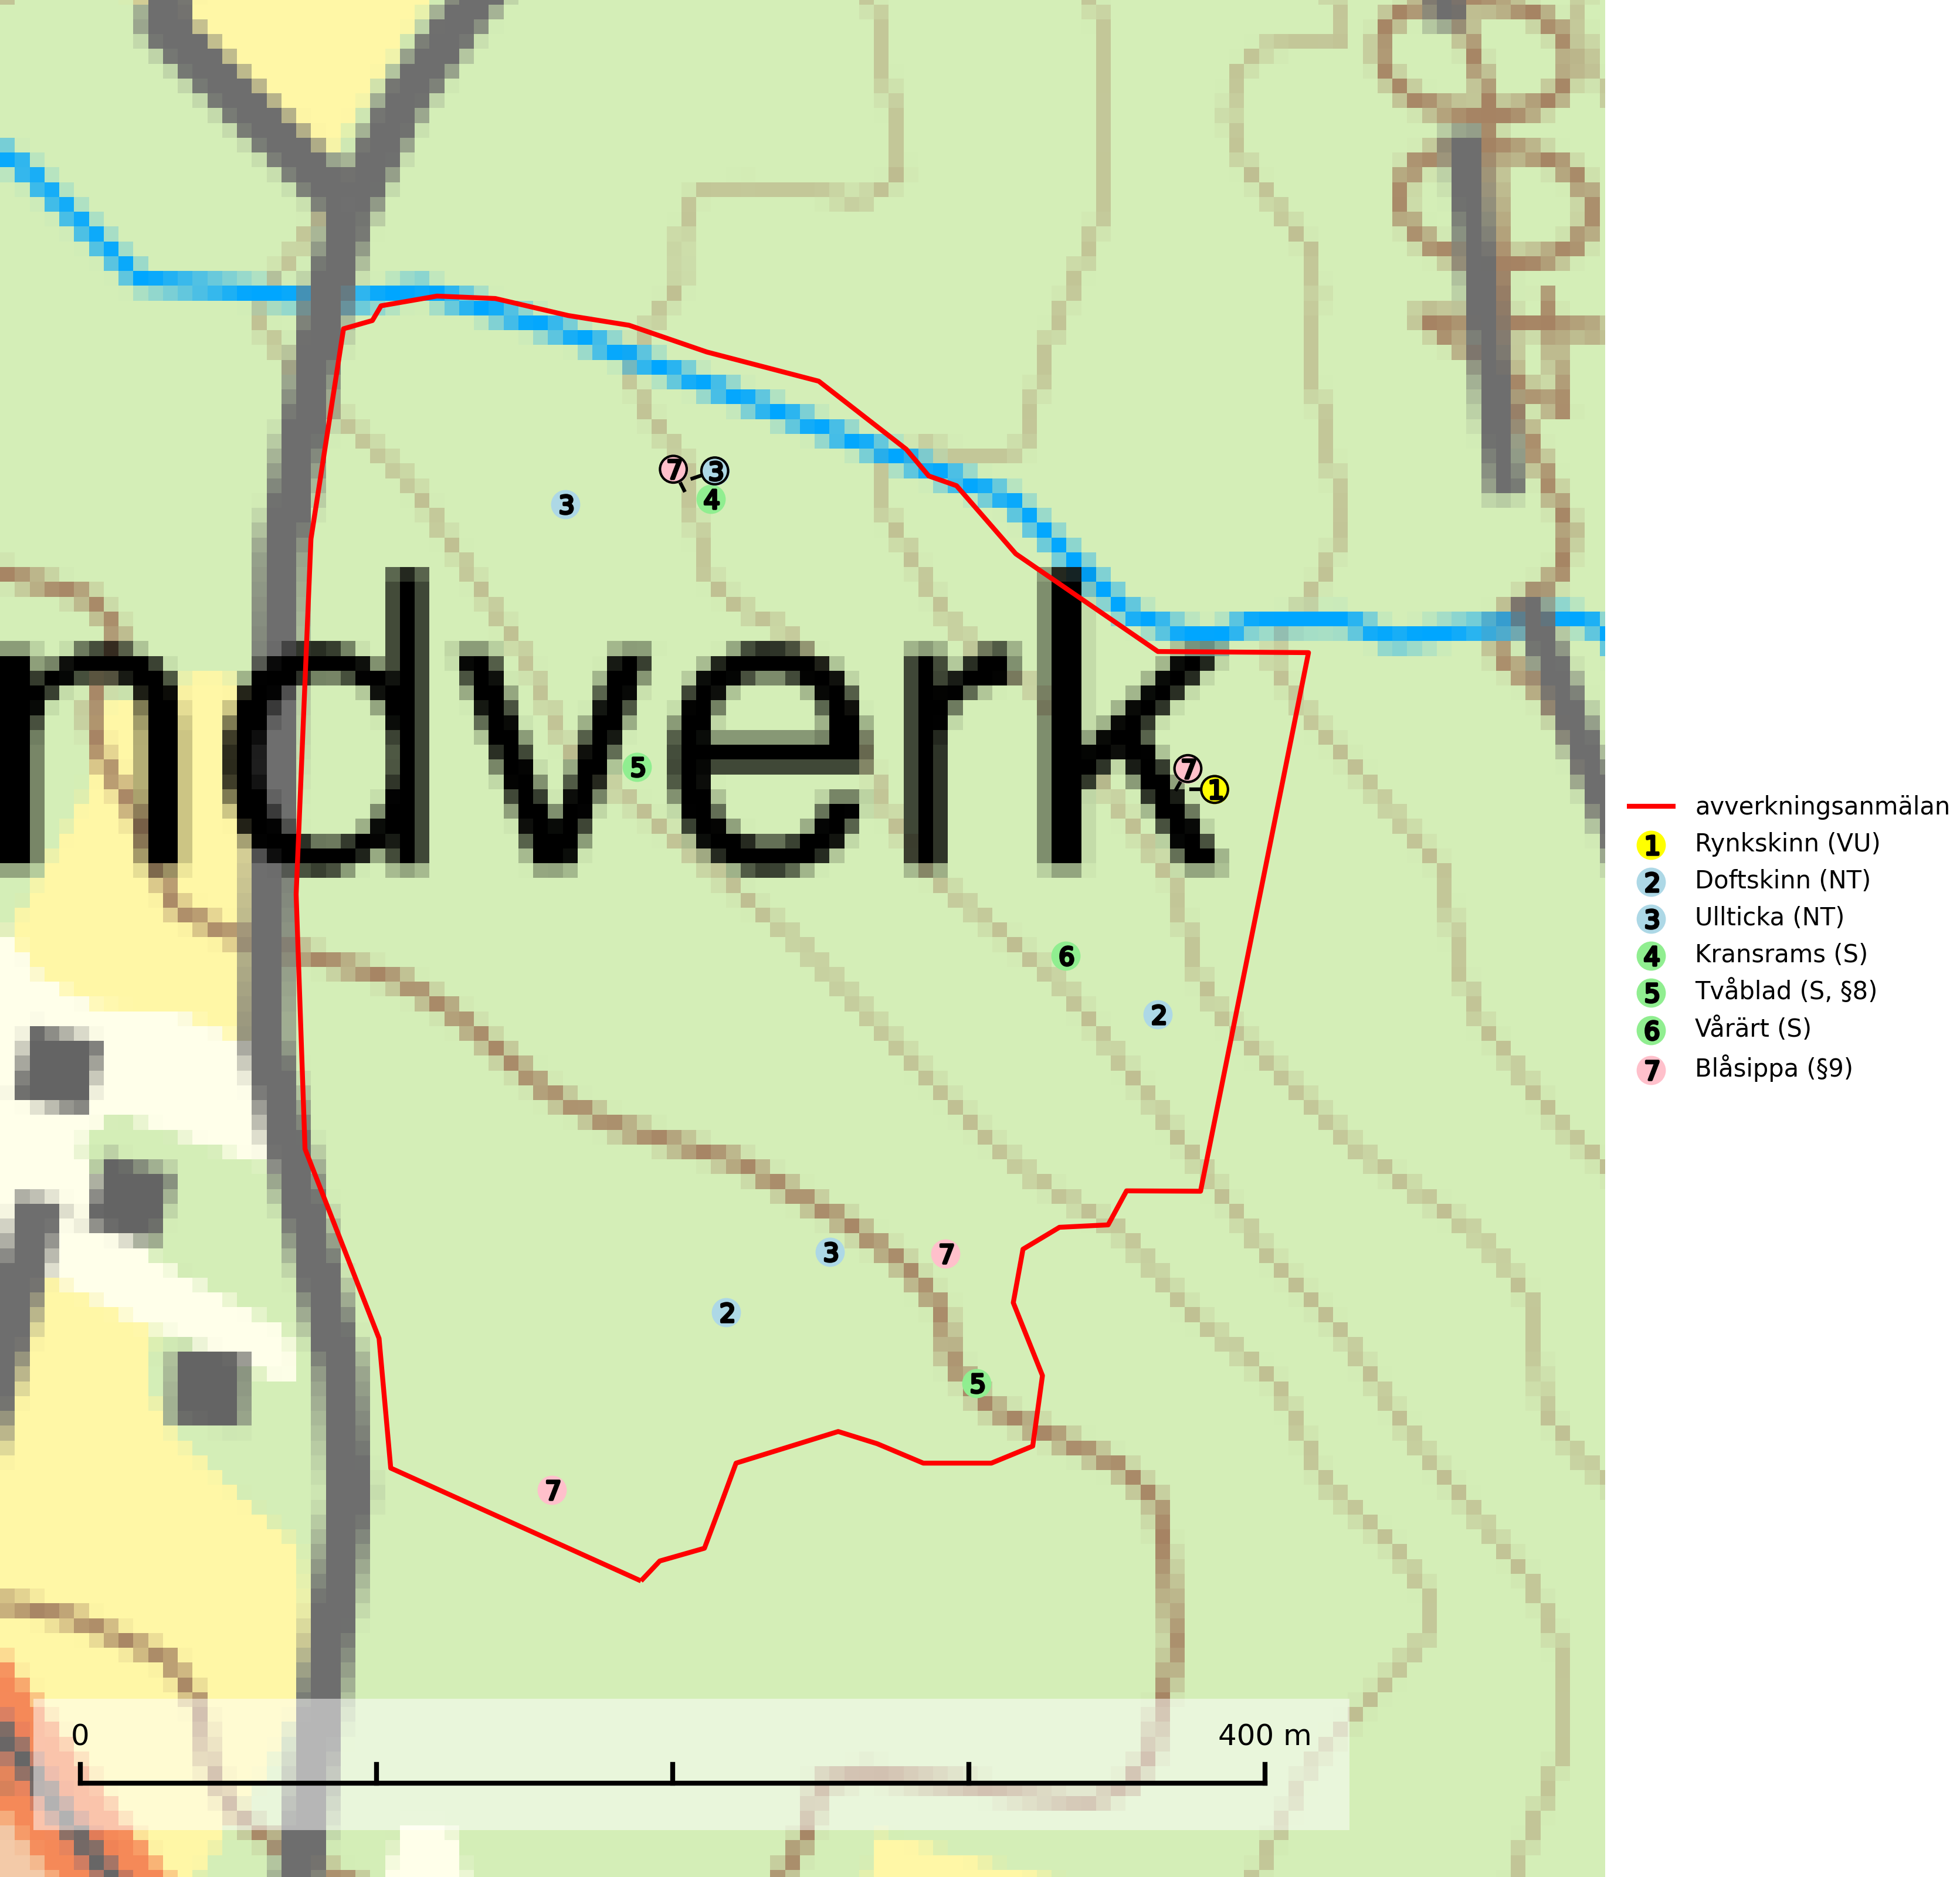 7 3
3 4
ndverk
5 7 1
6
2
3 7
2
5
7
0 400 m
avverkningsanmälan
1 Rynkskinn (VU)
2 Doftskinn (NT)
3 Ullticka (NT)
4 Kransrams (S)
5 Tvåblad (S, §8)
6 Vårärt (S)
7 Blåsippa (§9)